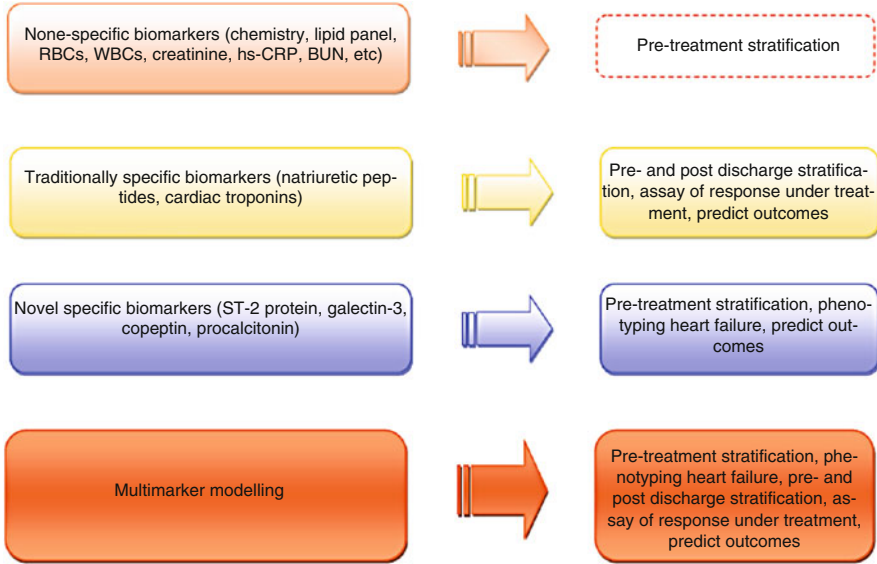 None-specific biomarkers (chemistry, lipid panel,
RBCs, WBCs, creatinine, hs-CRP, BUN, etc)
Pre-treatment stratification
Traditionally specific biomarkers (natriuretic pep-
tides, cardiac troponins)
Pre- and post discharge stratifica-
tion, assay of response under treat-
ment, predict outcomes
Novel specific biomarkers (ST-2 protein, galectin-3,
copeptin, procalcitonin)
Pre-treatment stratification, pheno-
typing heart failure, predict out-
comes
Multimarker modelling
Pre-treatment stratification, phe-
notyping heart failure, pre- and
post discharge stratification, as-
say of response under treatment,
predict outcomes